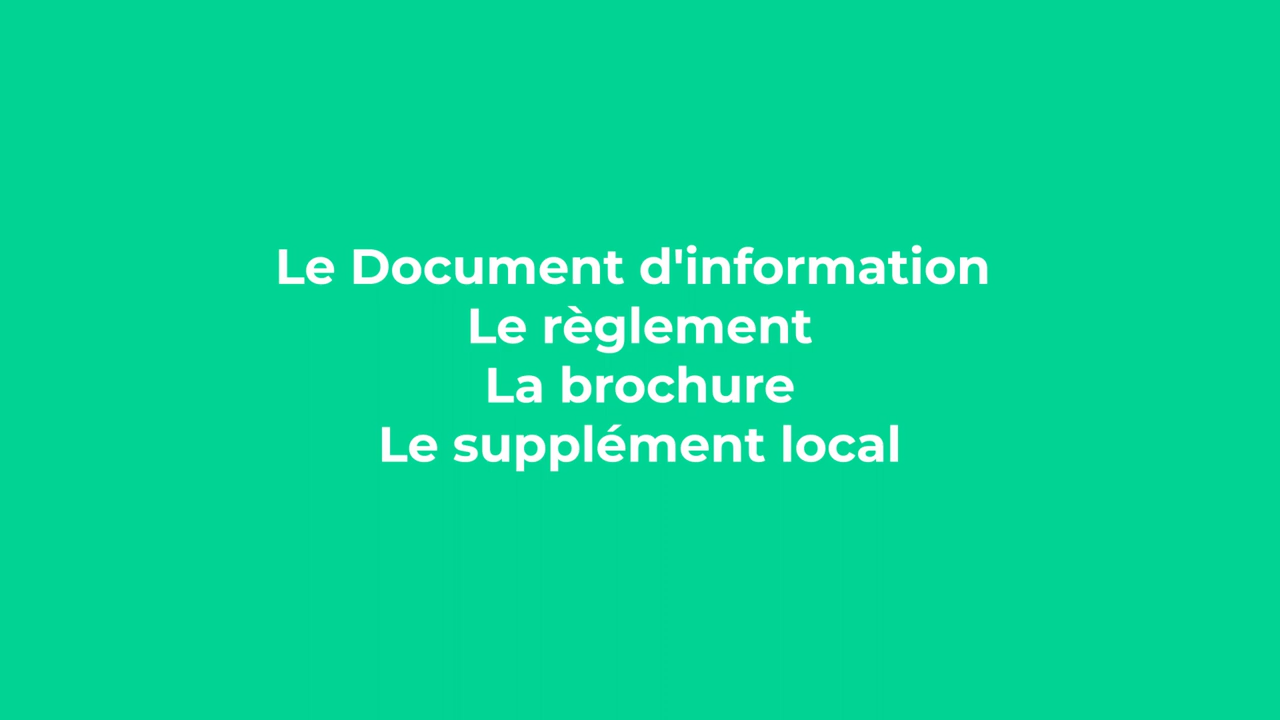 Le Document d'information
Le règlement
La brochure
Le supplément local